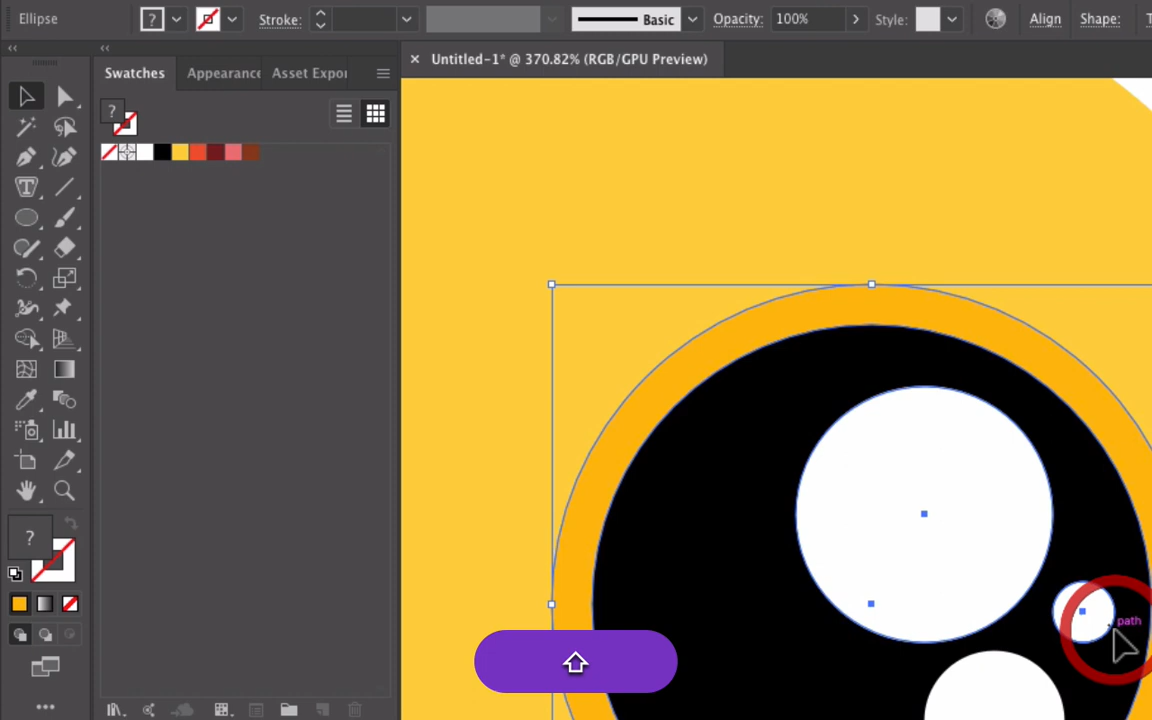 Ellipse
?
Stroke:
Basic
Opacity:
100%
Style:
Align
Shape:
Swatches
Appearanc
Asset Expor
× Untitled-1* @ 370.82% (RGB/GPU Preview)
?
?
path